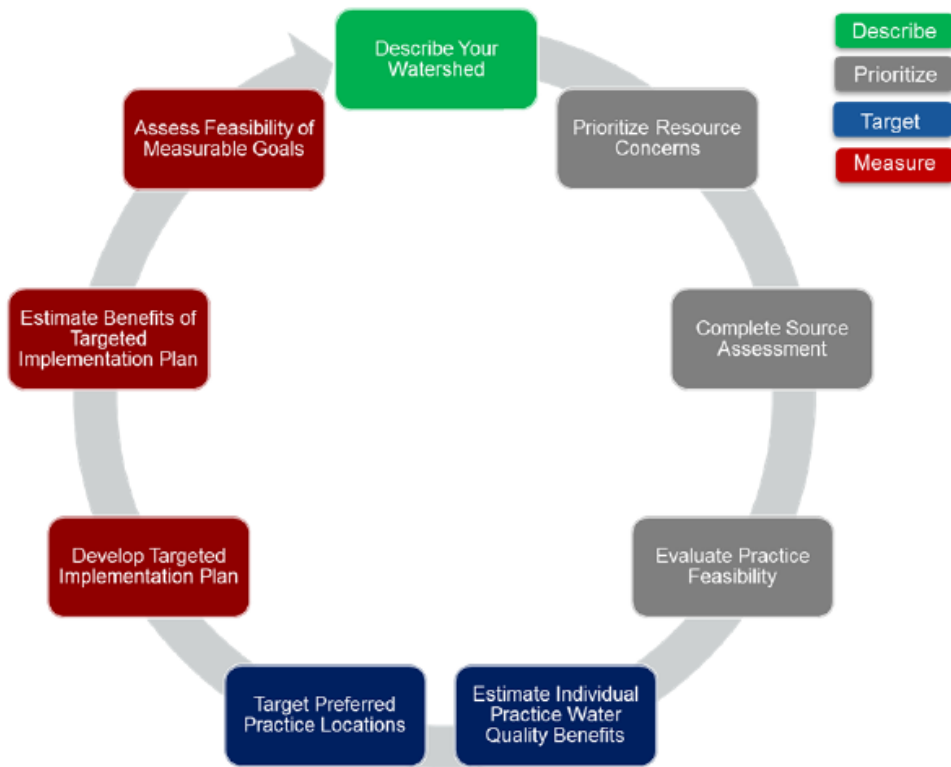 Describe Your
Watershed
Prioritize Resource
Concerns
Complete Source
Assessment
Evaluate Practice
Feasibility
Estimate Individual
Practice Water
Quality Benefits
Target Preferred
Practice Locations
Develop Targeted
Implementation Plan
Estimate Benefits of
Targeted
Implementation Plan
Assess Feasibility of
Measurable Goals
Describe
Prioritize
Target
Measure